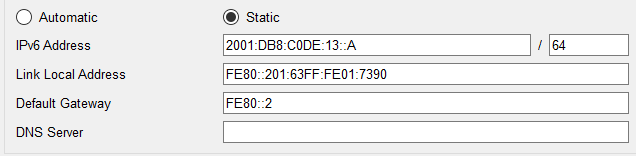 Automatic Static
IPv6 Address 2001:DB8:C0DE:13::A / 64
Link Local Address FE80::201:63FF:FE01:7390
Default Gateway FE80::2
DNS Server